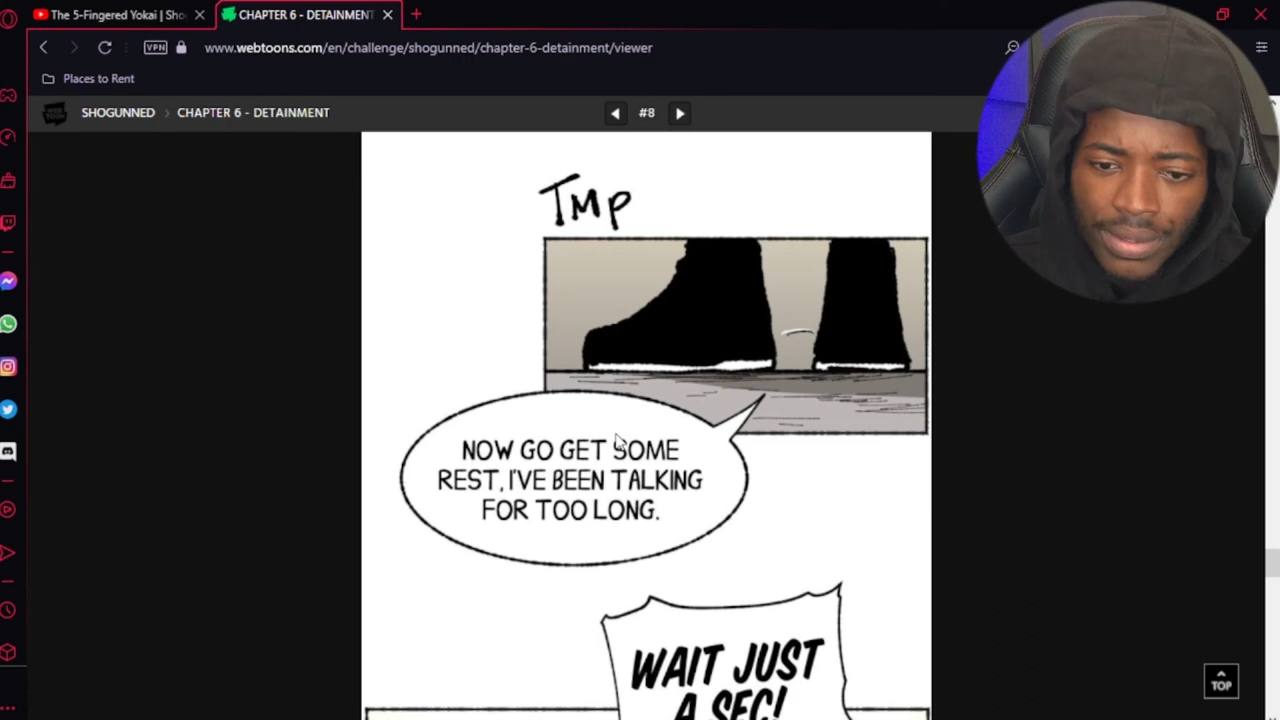 The 5-Fingered Yokai | Sho
CHAPTER 6 - DETAINMENT
VPN
www.webtoons.com/en/challenge/shogunned/chapter-6-detainment/viewer
Places to Rent
SHOGUNNED
CHAPTER 6 - DETAINMENT
#8
TMP
NOW GO GET SOME
REST, I'VE BEEN TALKING
FOR TOO LONG.
WAIT JUST
A SEC!
TOP